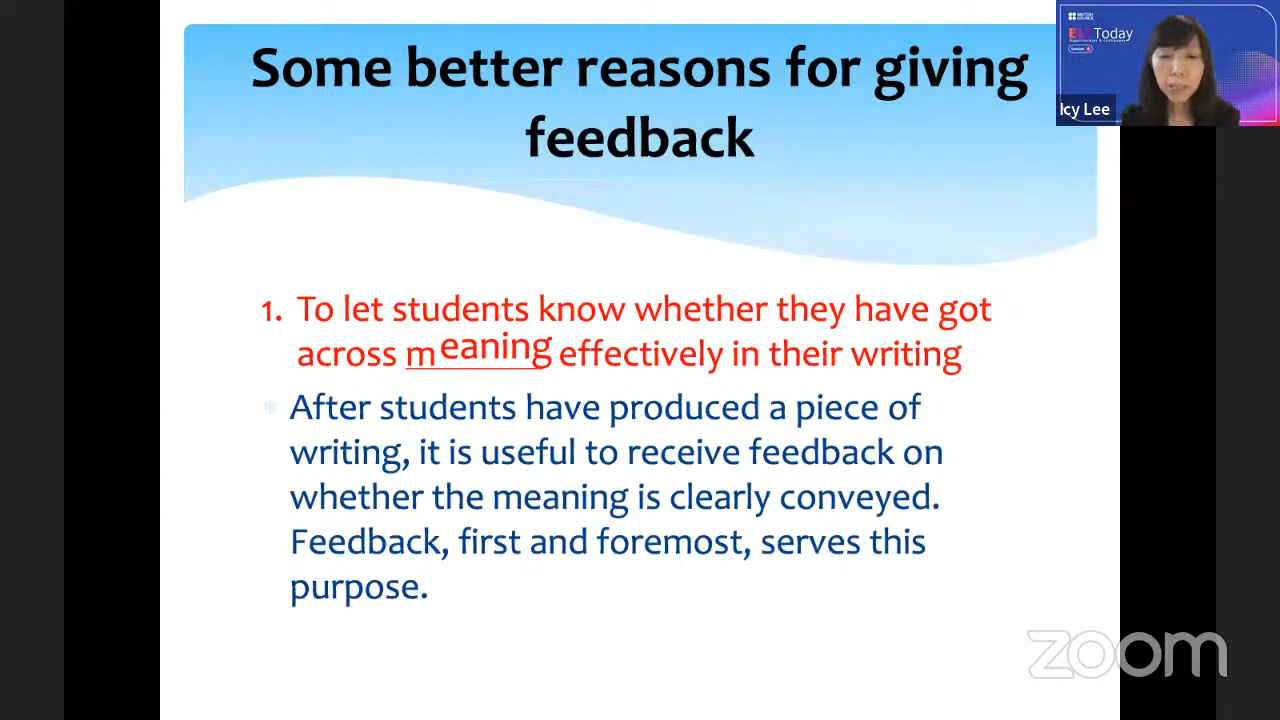 Some better reasons for giving
feedback
BRITISH
COUNCIL
ELTToday
Icy Lee
1. To let students know whether they have got
across meaning effectively in their writing
After students have produced a piece of
writing, it is useful to receive feedback on
whether the meaning is clearly conveyed.
Feedback, first and foremost, serves this
purpose.
zoom